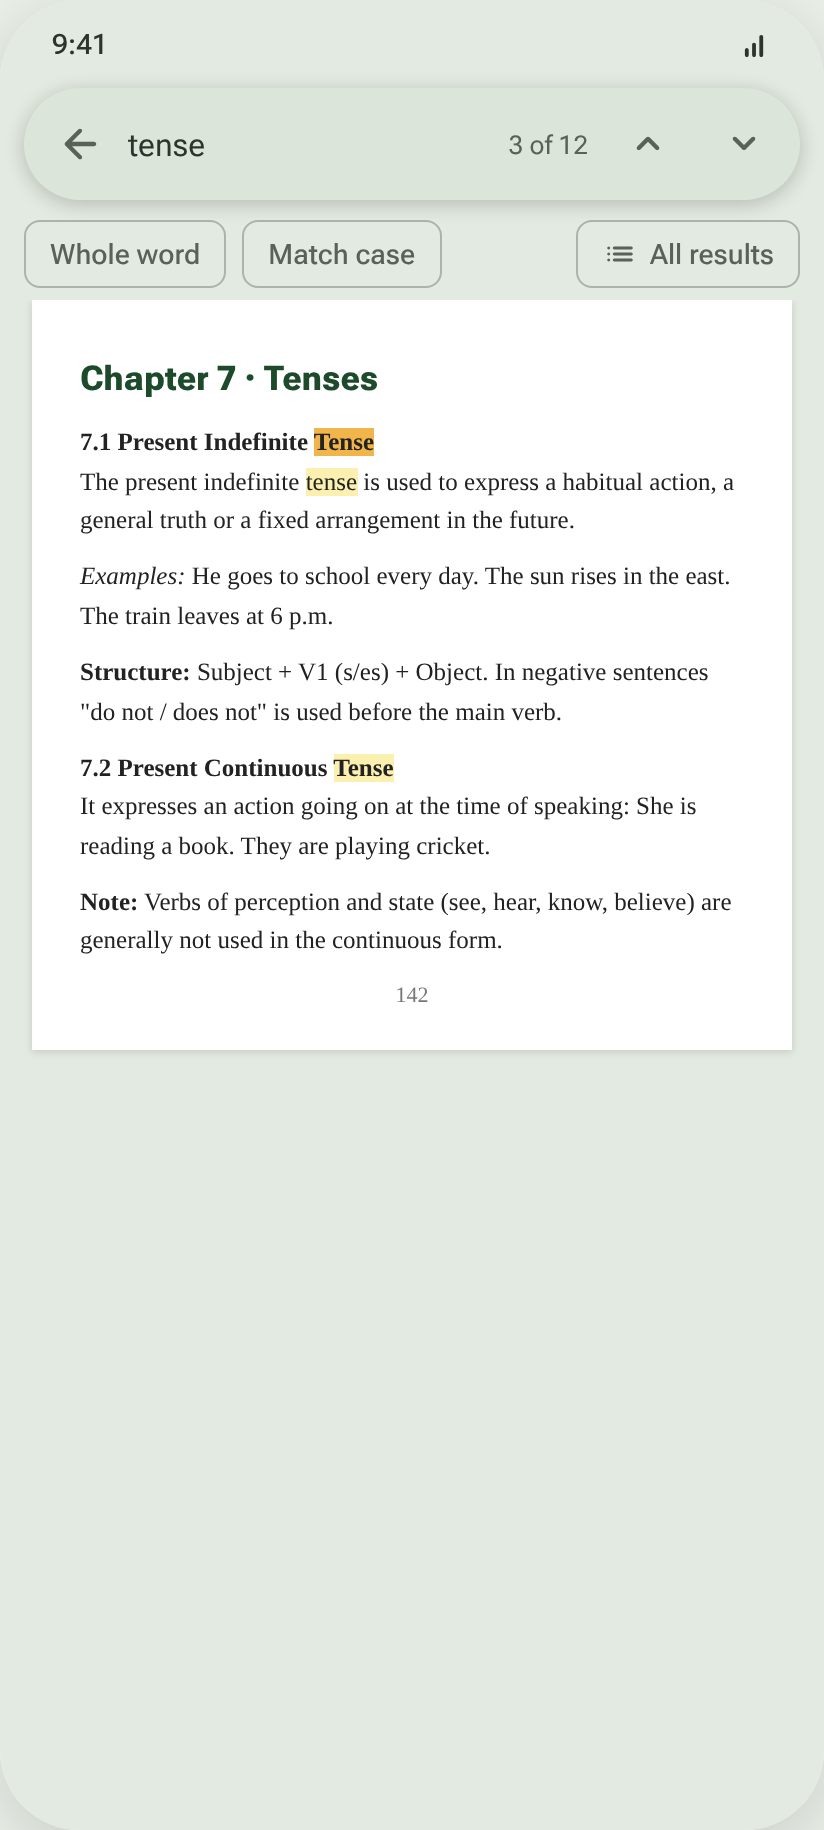 9:41
tense
3 of 12
Whole word
Match case
All results
Chapter 7 · Tenses
7.1 Present Indefinite Tense
The present indefinite tense is used to express a habitual action, a
general truth or a fixed arrangement in the future.
Examples: He goes to school every day. The sun rises in the east.
The train leaves at 6 p.m.
Structure: Subject + V1 (s/es) + Object. In negative sentences
"do not / does not" is used before the main verb.
7.2 Present Continuous Tense
It expresses an action going on at the time of speaking: She is
reading a book. They are playing cricket.
Note: Verbs of perception and state (see, hear, know, believe) are
generally not used in the continuous form.
142